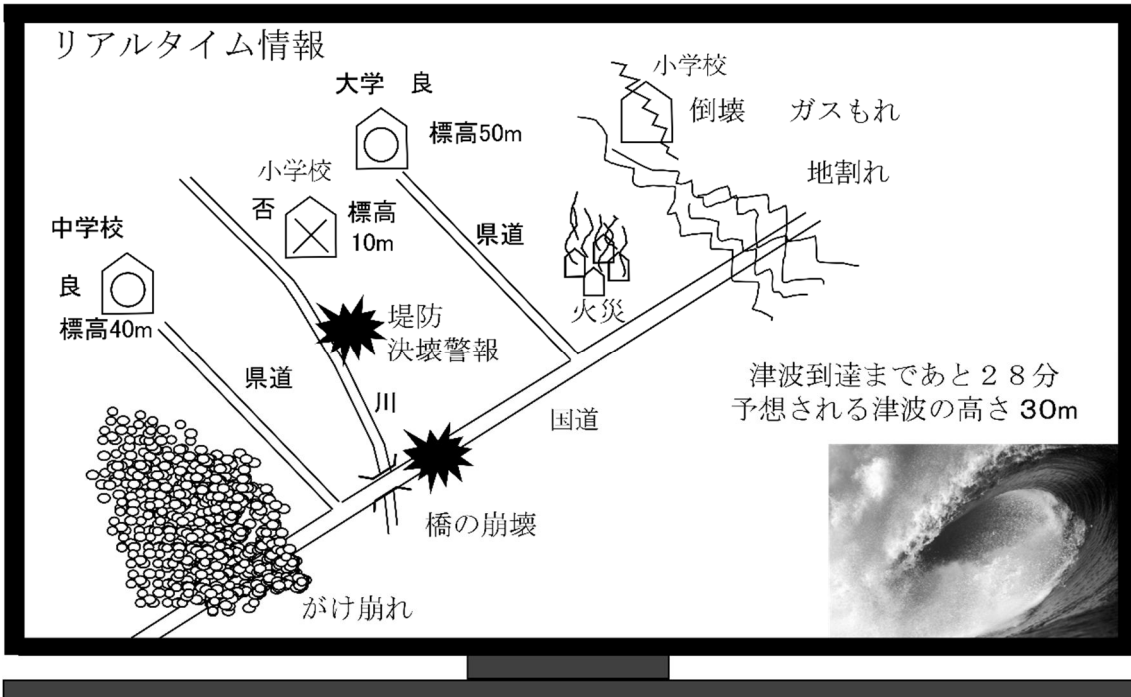 リアルタイム情報
小学校
大学 良
倒壊 ガスもれ
標高50m
小学校
地割れ
否
標高
10m
中学校
県道
良
火災
標高40m
堤防
決壊警報
県道
津波到達まであと２８分
予想される津波の高さ 30m
川
国道
橋の崩壊
がけ崩れ